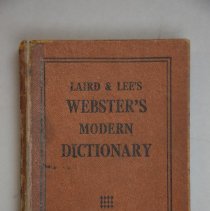 LAIRD & LEE'S
WEBSTER'S
MODERN
DICTIONARY